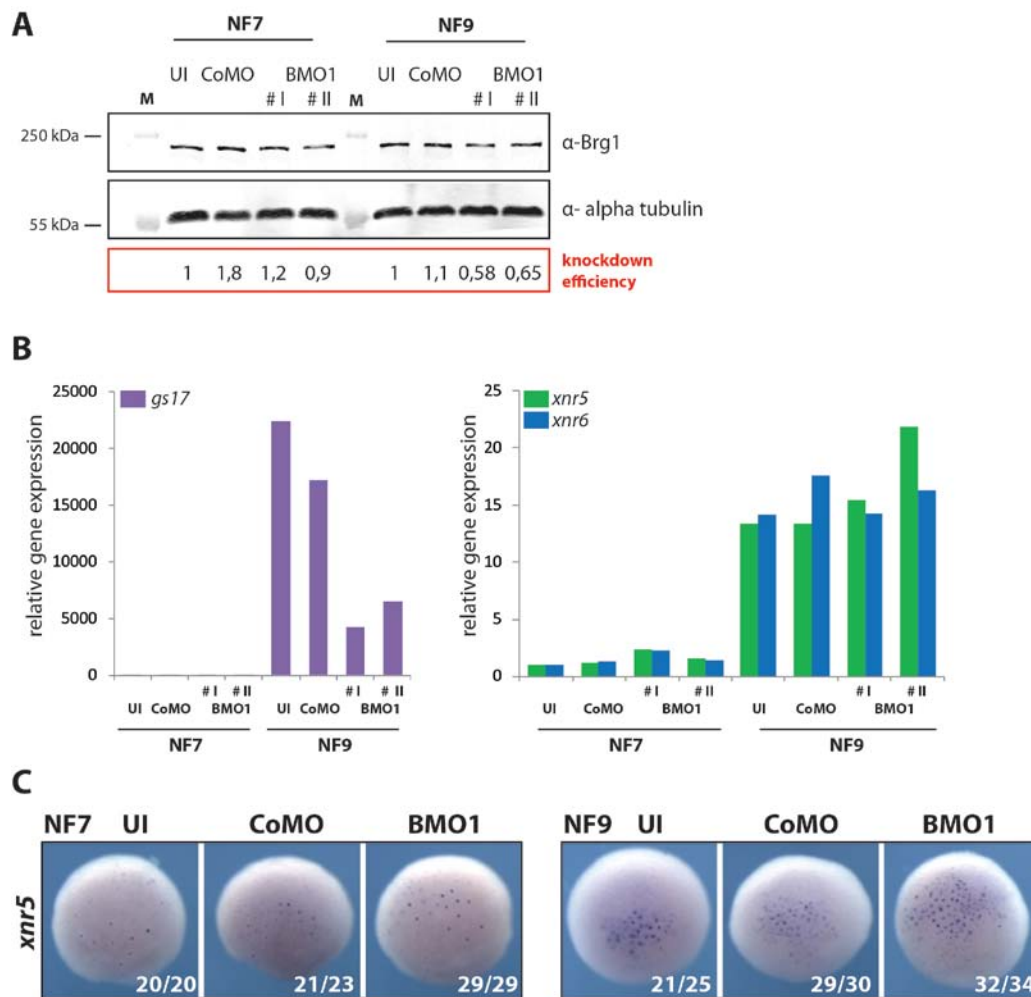 A
NF7 NF9
UI CoMO BMO1 UI CoMO BMO1
M # I # II M # I # II
250 kDa α-Brg1
55 kDa α- alpha tubulin
1 1,8 1,2 0,9 1 1,1 0,58 0,65 knockdown
efficiency
B
relative gene expression
25000
20000
15000
10000
5000
0
gs17
# I # II # I # II
UI CoMO BMO1 UI CoMO BMO1
NF7 NF9
relative gene expression
25
20
15
10
5
0
xnr5
xnr6
# I # II # I # II
UI CoMO BMO1 UI CoMO BMO1
NF7 NF9
C
NF7 UI CoMO BMO1 NF9 UI CoMO BMO1
xnr5
20/20 21/23 29/29 21/25 29/30 32/34